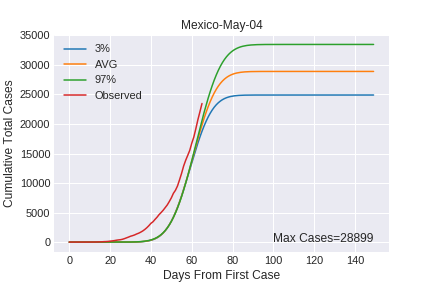 Mexico-May-04
35000
30000
25000
20000
15000
10000
5000
0
Cumulative Total Cases
3%
AVG
97%
Observed
Max Cases=28899
0 20 40 60 80 100 120 140
Days From First Case